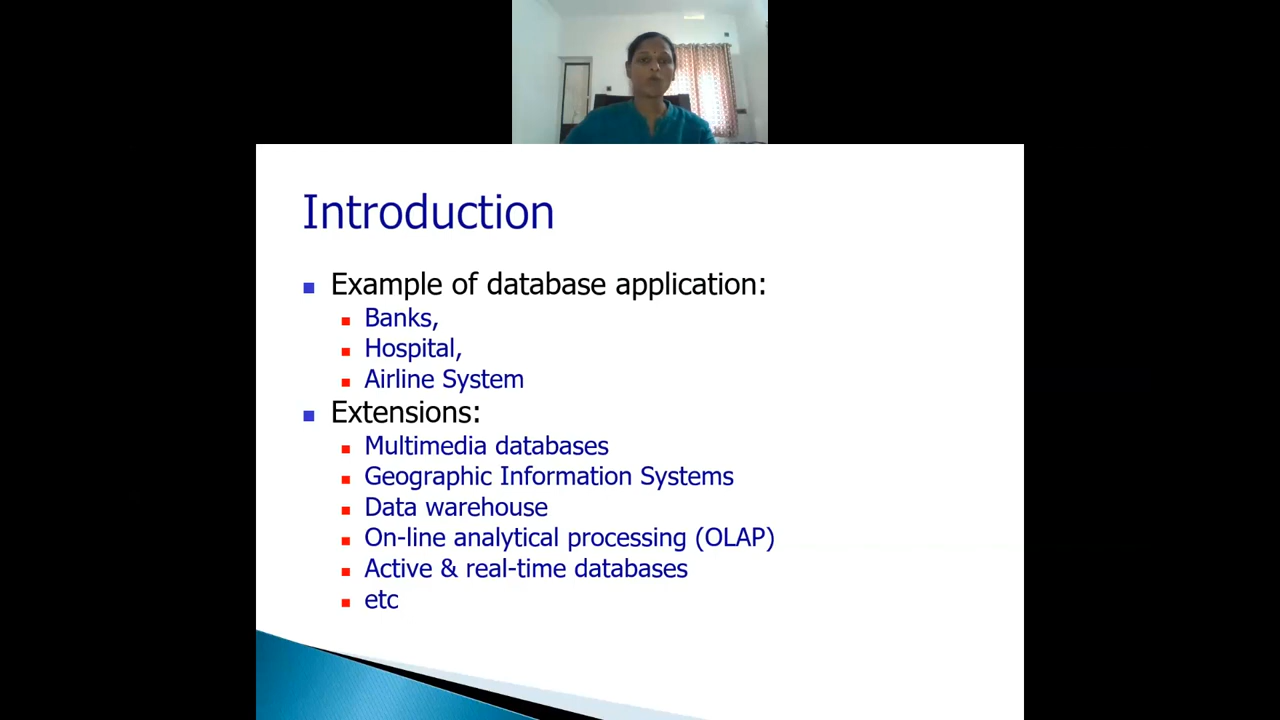 Introduction
Example of database application:
Banks,
Hospital,
Airline System
Extensions:
Multimedia databases
Geographic Information Systems
Data warehouse
On-line analytical processing (OLAP)
Active & real-time databases
etc